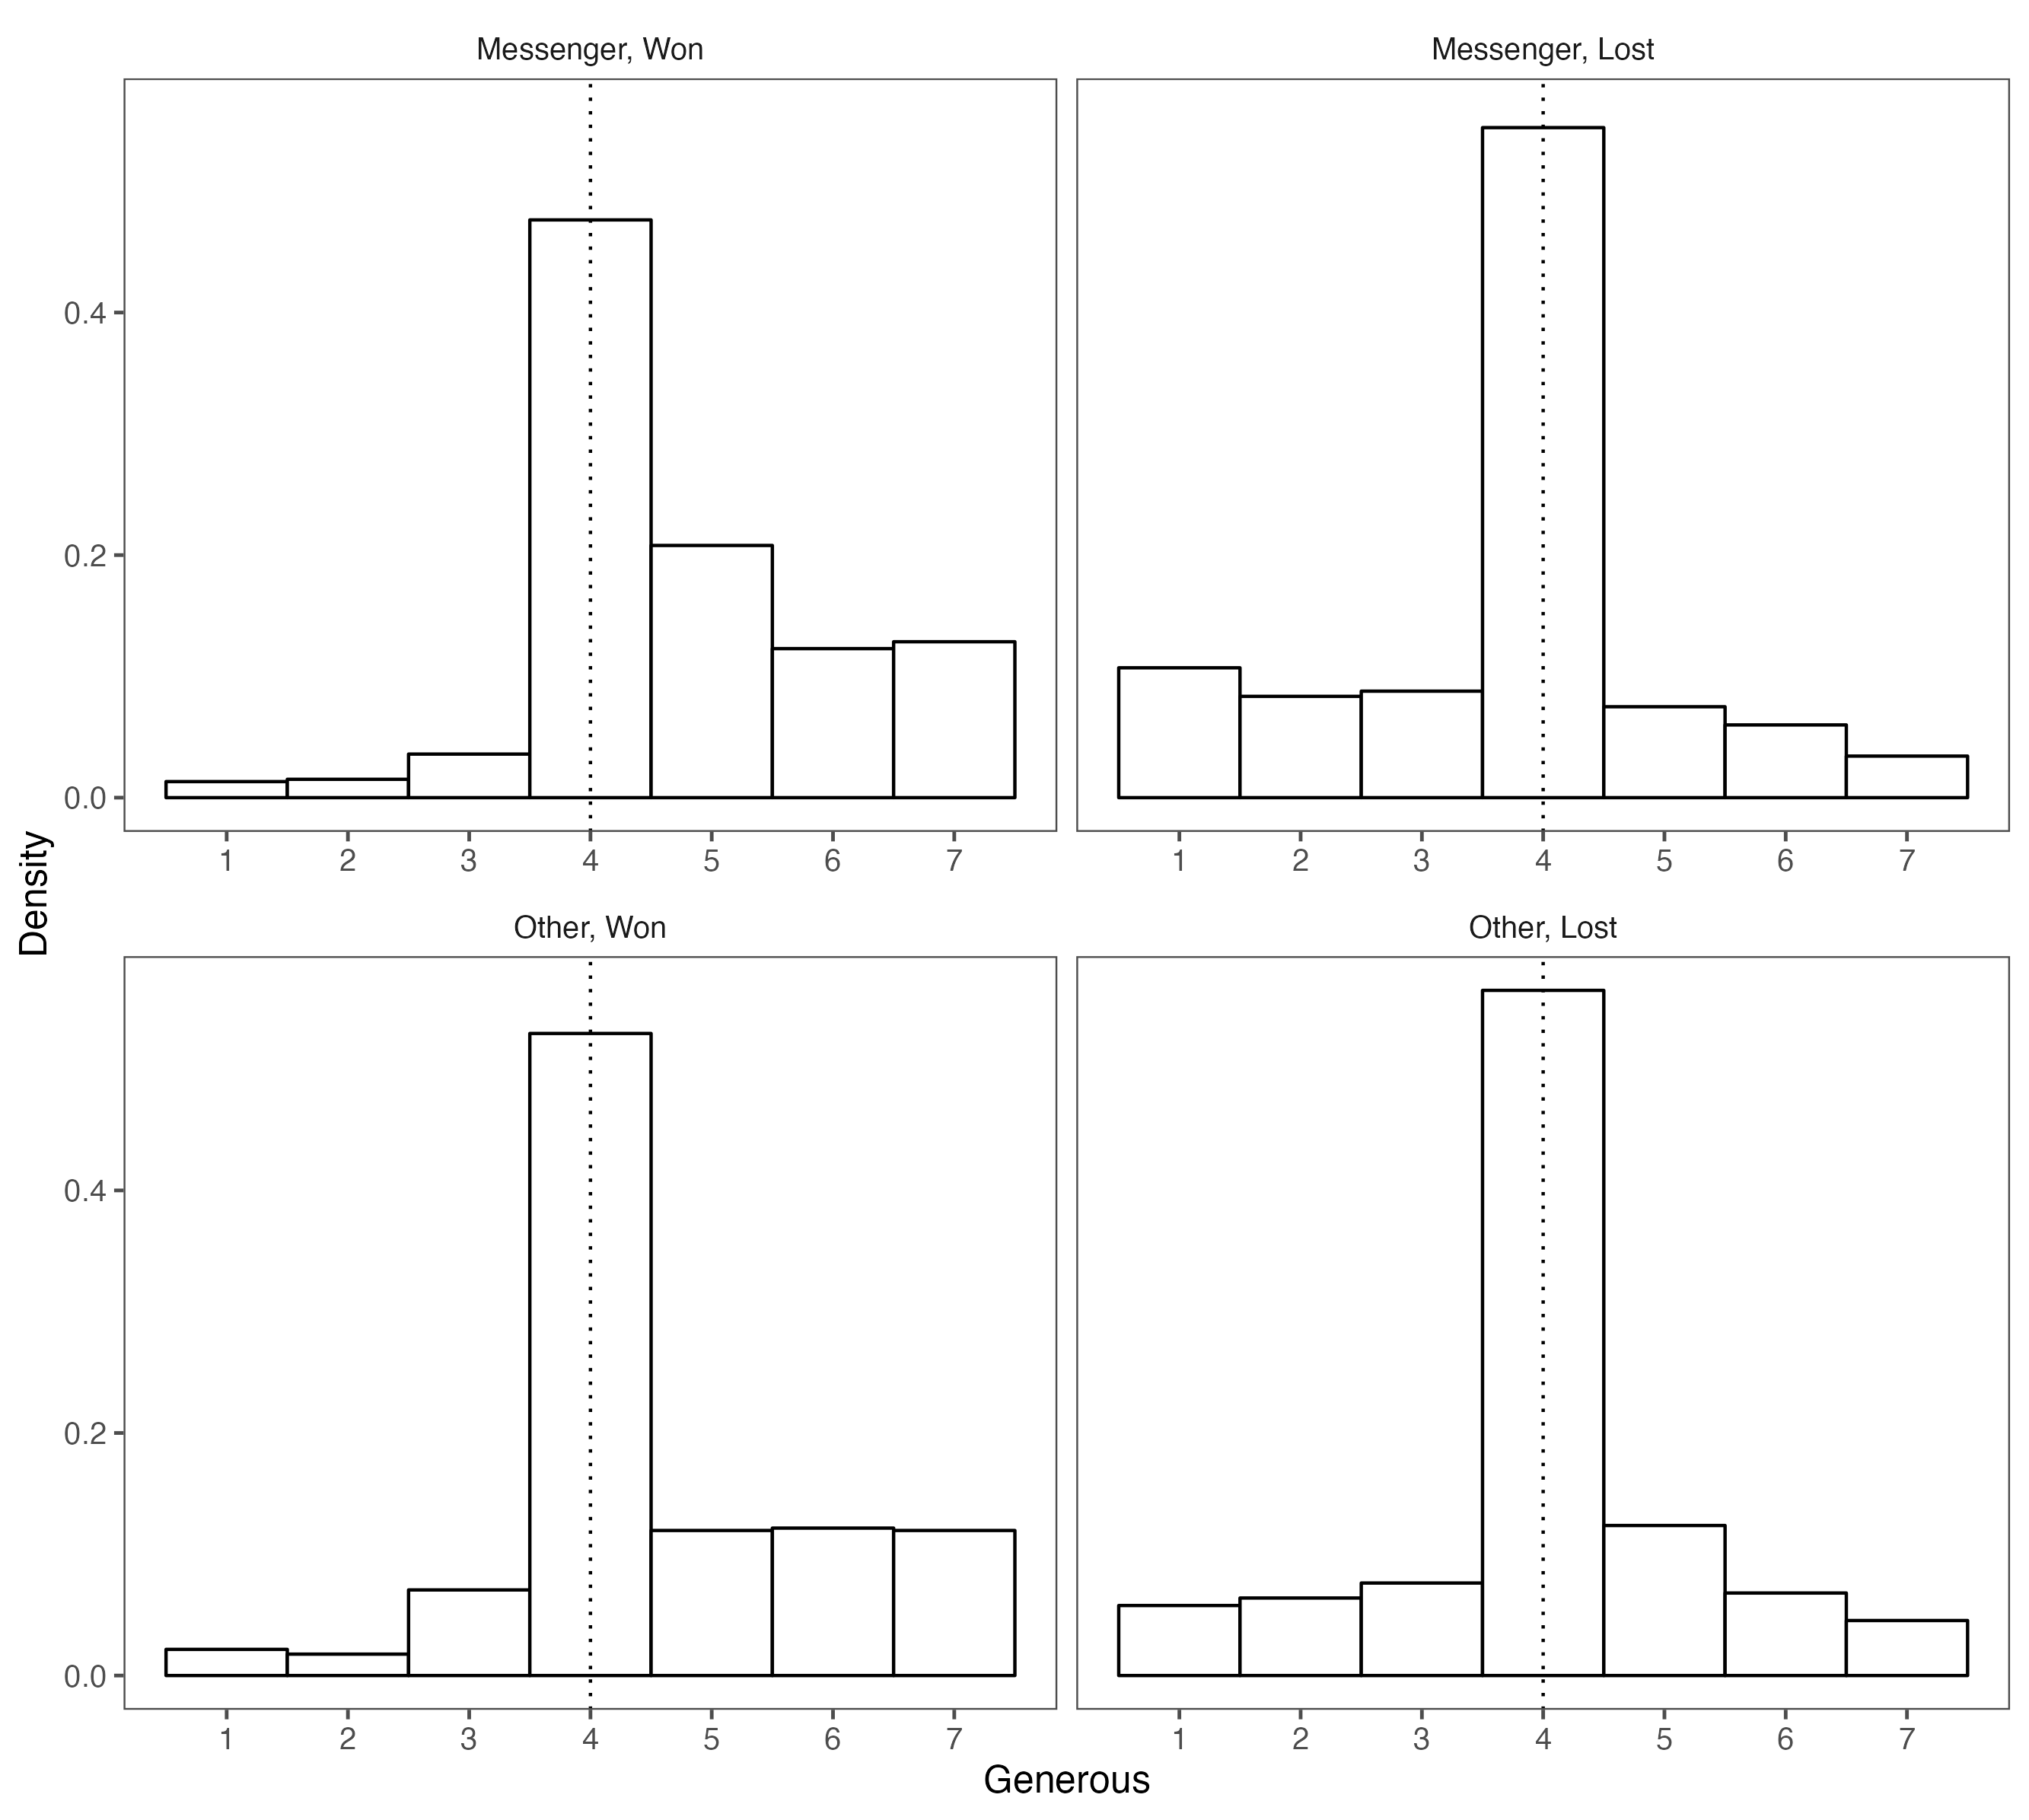 Messenger, Won
Messenger, Lost
0.4
0.2
0.0
1 2 3 4 5 6 7
1 2 3 4 5 6 7
Density
Other, Won
Other, Lost
0.4
0.2
0.0
1 2 3 4 5 6 7
1 2 3 4 5 6 7
Generous